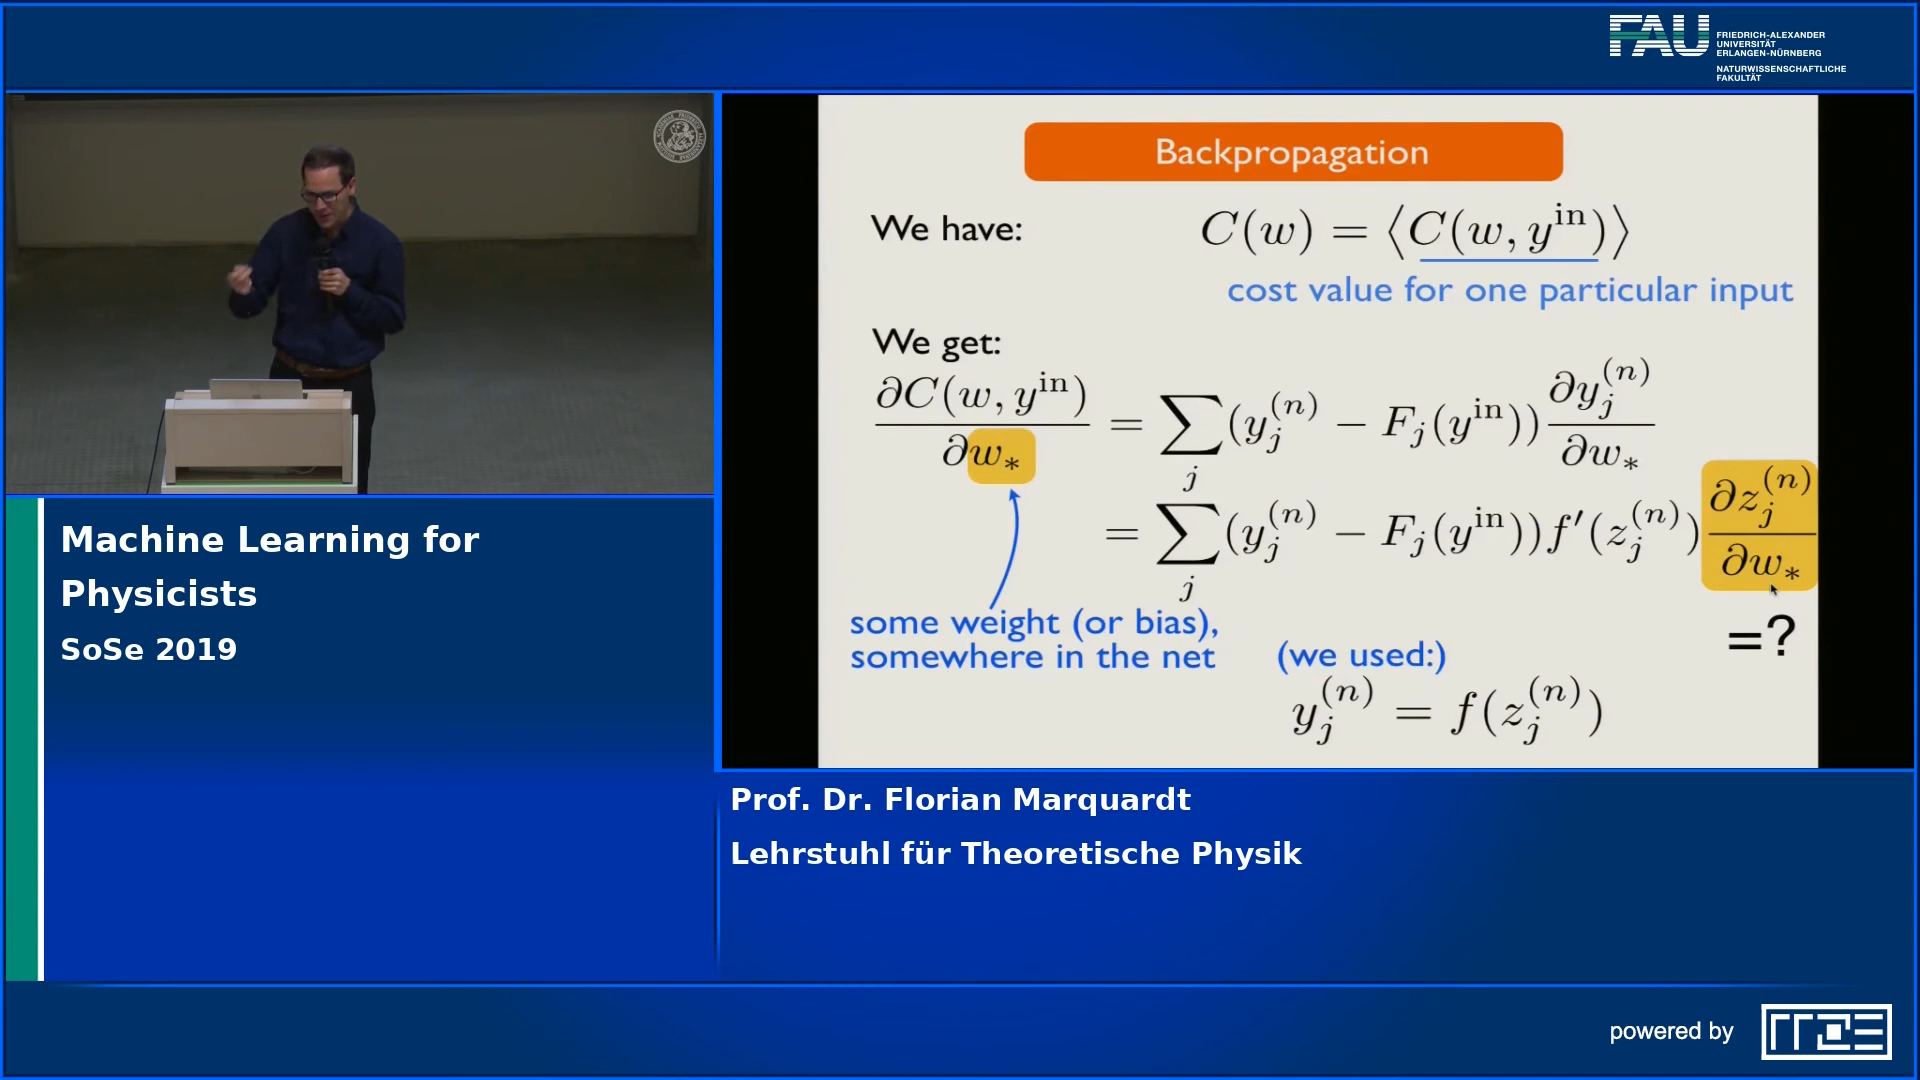 FAU
FRIEDRICH-ALEXANDER
UNIVERSITÄT
ERLANGEN-NÜRNBERG
NATURWISSENSCHAFTLICHE
FAKULTÄT
Backpropagation
We have: C(w) = ⟨C(w, y^in)⟩
cost value for one particular input
We get:
∂C(w, y^in)/∂w_* = ∑_j (y_j^(n) − F_j(y^in)) ∂y_j^(n)/∂w_*
= ∑_j (y_j^(n) − F_j(y^in)) f′(z_j^(n)) ∂z_j^(n)/∂w_*
=?
some weight (or bias),
somewhere in the net
(we used:)
y_j^(n) = f(z_j^(n))
Machine Learning for
Physicists
SoSe 2019
Prof. Dr. Florian Marquardt
Lehrstuhl für Theoretische Physik
powered by